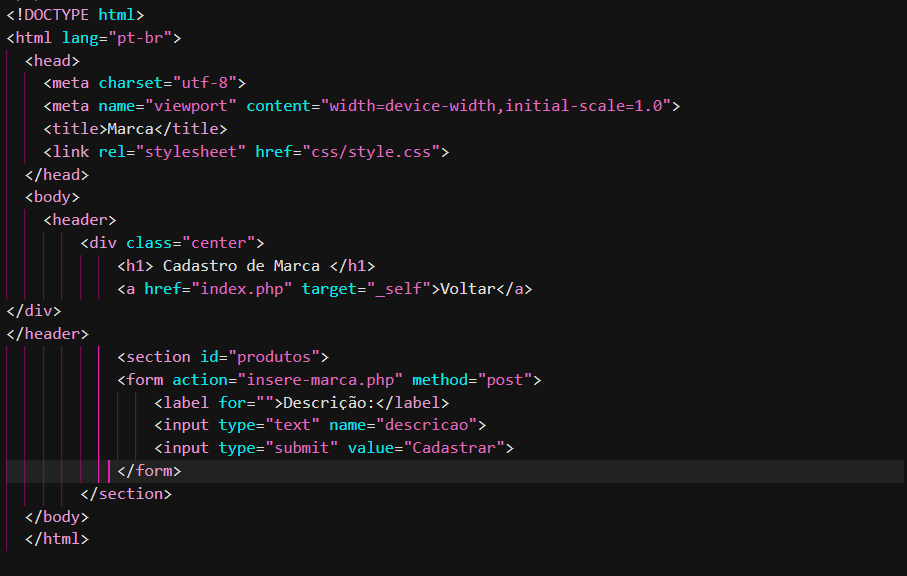 <!DOCTYPE html>
<html lang="pt-br">
<head>
<meta charset="utf-8">
<meta name="viewport" content="width=device-width,initial-scale=1.0">
<title>Marca</title>
<link rel="stylesheet" href="css/style.css">
</head>
<body>
<header>
<div class="center">
<h1> Cadastro de Marca </h1>
<a href="index.php" target="_self">Voltar</a>
</div>
</header>
<section id="produtos">
<form action="insere-marca.php" method="post">
<label for="">Descrição:</label>
<input type="text" name="descricao">
<input type="submit" value="Cadastrar">
</form>
</section>
</body>
</html>